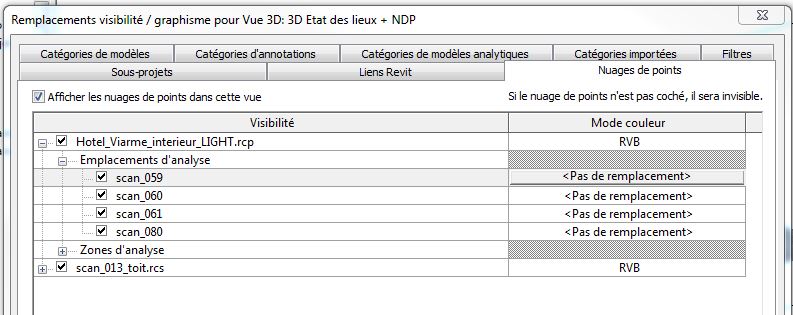 Remplacements visibilité / graphisme pour Vue 3D: 3D Etat des lieux + NDP
Catégories de modèles Catégories d'annotations Catégories de modèles analytiques Catégories importées Filtres
Sous-projets Liens Revit Nuages de points
Afficher les nuages de points dans cette vue Si le nuage de points n'est pas coché, il sera invisible.
Visibilité Mode couleur
Hotel_Viarme_interieur_LIGHT.rcp RVB
Emplacements d'analyse
scan_059 <Pas de remplacement>
scan_060 <Pas de remplacement>
scan_061 <Pas de remplacement>
scan_080 <Pas de remplacement>
Zones d'analyse
scan_013_toit.rcs RVB